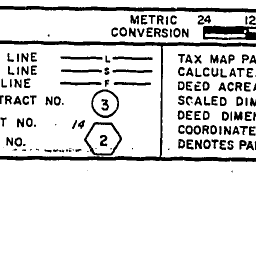 METRIC 24 12
CONVERSION
LINE L TAX MAP PA
LINE S CALCULATE
LINE F DEED ACREA
TRACT NO. 3 SCALED DIM
T NO. 14 DEED DIMEN
NO. 2 COORDINATE
DENOTES PA